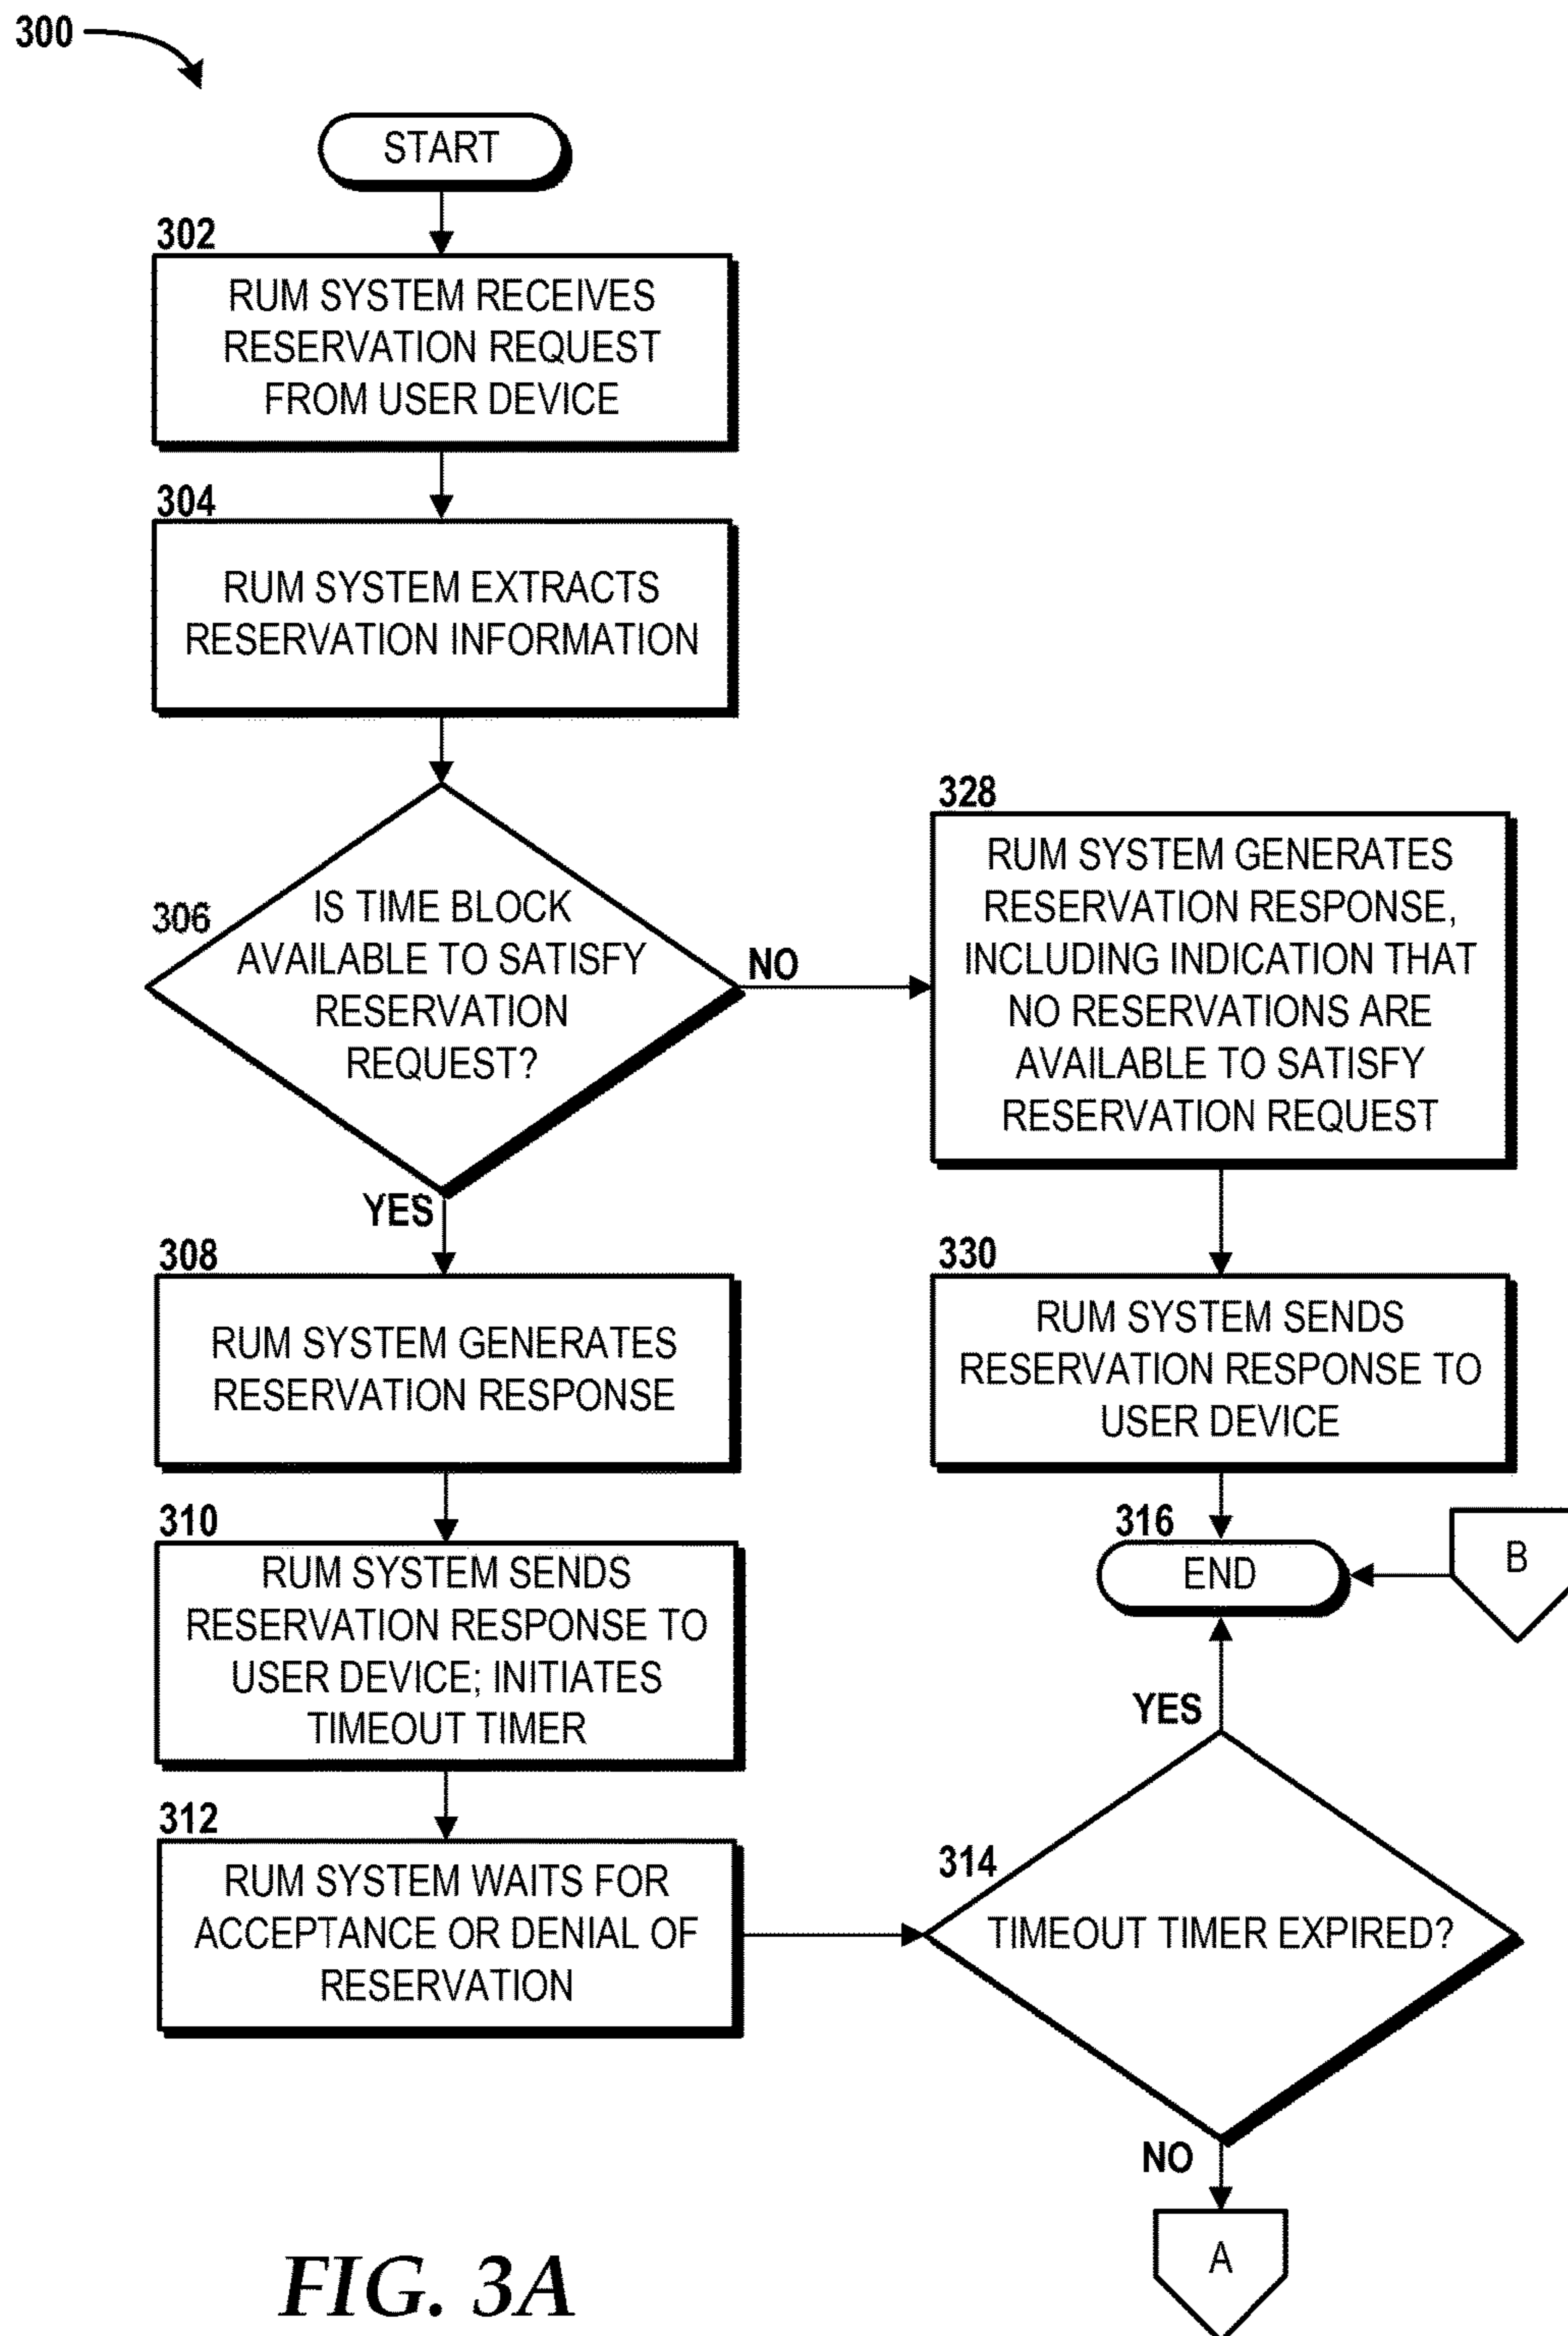 300
START
302
RUM SYSTEM RECEIVES
RESERVATION REQUEST
FROM USER DEVICE
304
RUM SYSTEM EXTRACTS
RESERVATION INFORMATION
306
IS TIME BLOCK
AVAILABLE TO SATISFY
RESERVATION
REQUEST?
NO
YES
328
RUM SYSTEM GENERATES
RESERVATION RESPONSE,
INCLUDING INDICATION THAT
NO RESERVATIONS ARE
AVAILABLE TO SATISFY
RESERVATION REQUEST
308
RUM SYSTEM GENERATES
RESERVATION RESPONSE
330
RUM SYSTEM SENDS
RESERVATION RESPONSE TO
USER DEVICE
310
RUM SYSTEM SENDS
RESERVATION RESPONSE TO
USER DEVICE; INITIATES
TIMEOUT TIMER
316
END
B
YES
312
RUM SYSTEM WAITS FOR
ACCEPTANCE OR DENIAL OF
RESERVATION
314
TIMEOUT TIMER EXPIRED?
NO
A
FIG. 3A